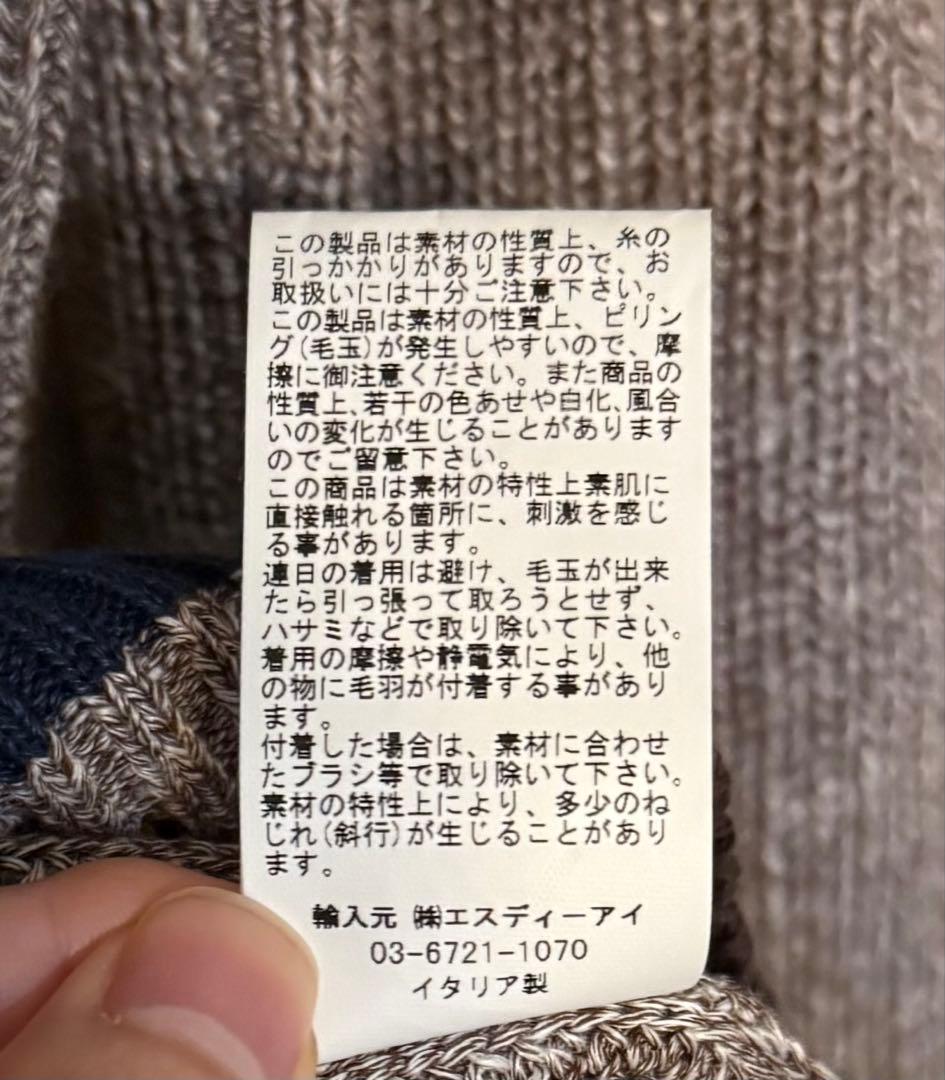 この製品は素材の性質上、糸の
引っかかりがありますので、お
取扱いには十分ご注意下さい。
この製品は素材の性質上、ピリン
グ(毛玉)が発生しやすいので、摩
擦に御注意ください。また商品の
性質上、若干の色あせや白化、風合
いの変化が生じることがあります
のでご留意下さい。
この商品は素材の特性上素肌に
直接触れる箇所に、刺激を感じ
る事があります。
連日の着用は避け、毛玉が出来
たら引っ張って取ろうとせず、
ハサミなどで取り除いて下さい。
着用の摩擦や静電気により、他
の物に毛羽が付着する事があり
ます。
付着した場合は、素材に合わせ
たブラシ等で取り除いて下さい。
素材の特性上により、多少のね
じれ(斜行)が生じることがあり
ます。
輸入元 ㈱エスディーアイ
03-6721-1070
イタリア製